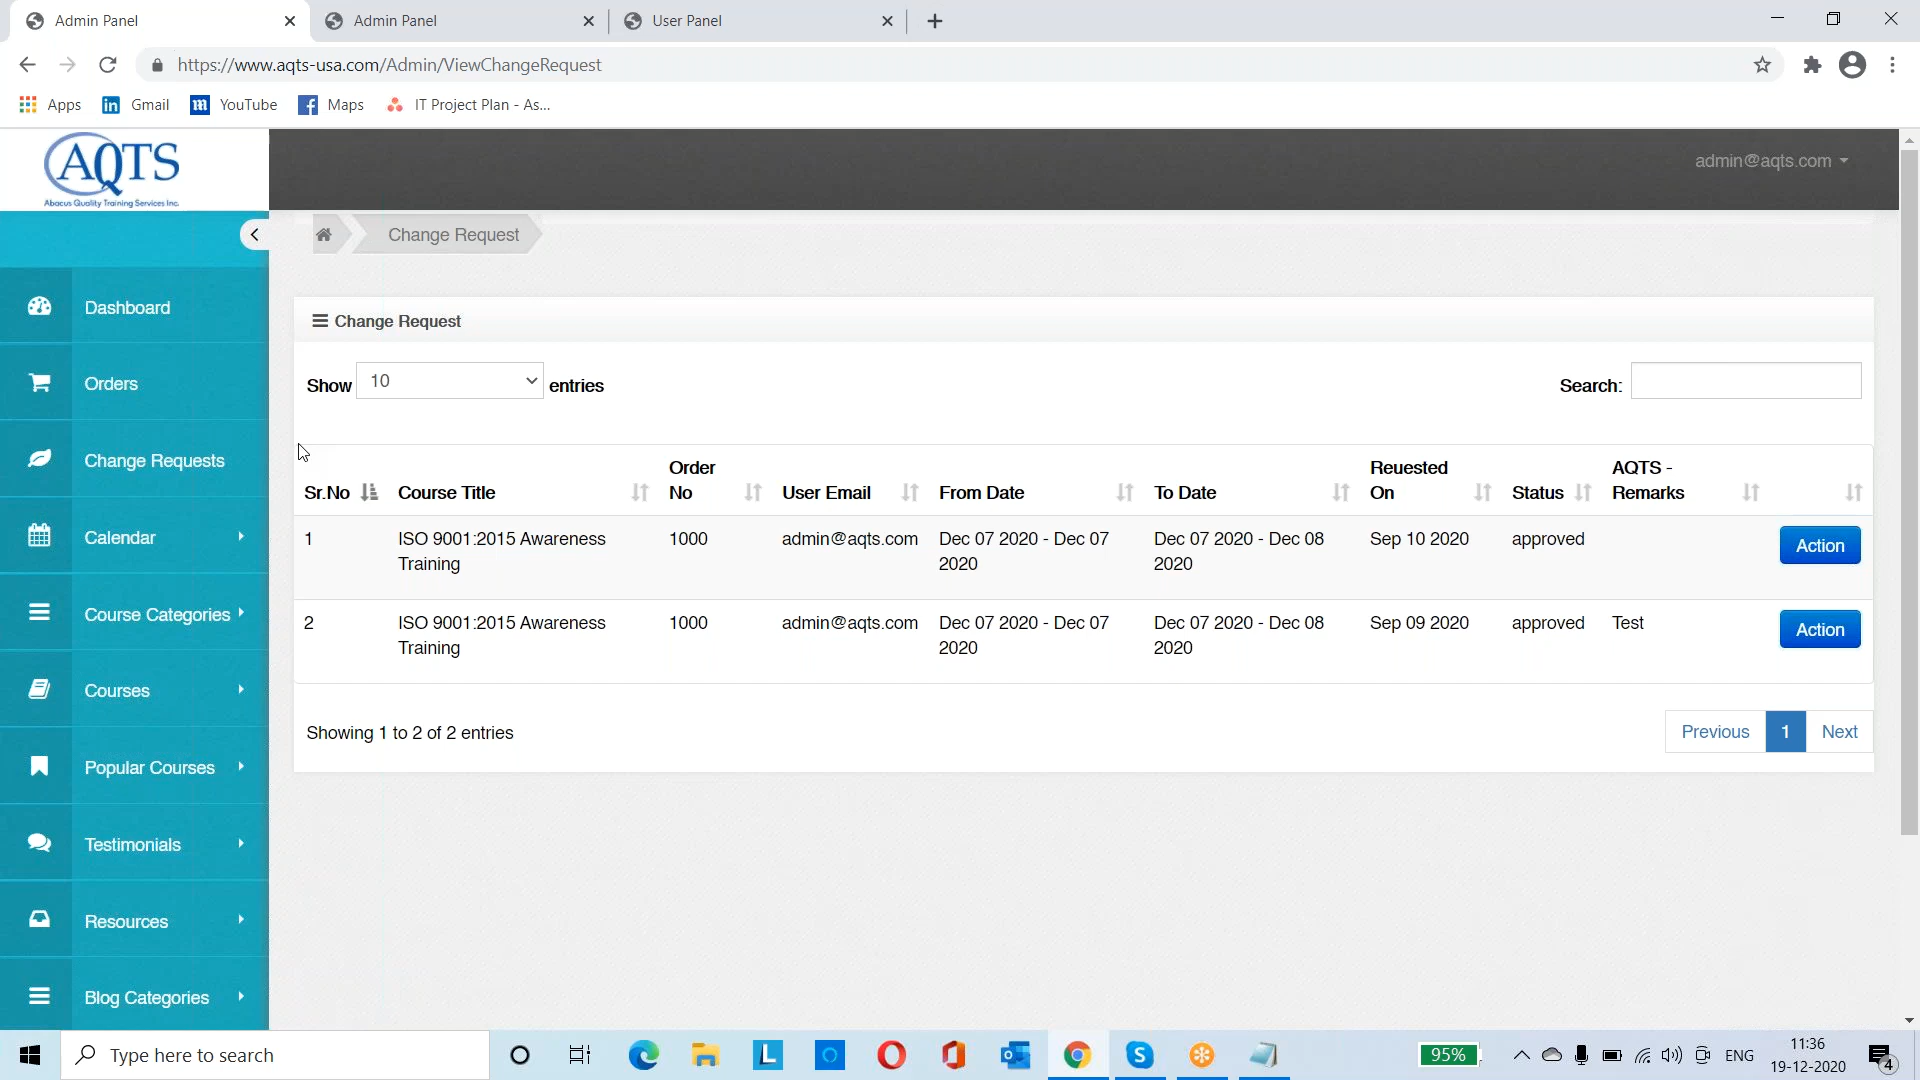 Admin Panel
Admin Panel
User Panel
https://www.aqts-usa.com/Admin/ViewChangeRequest
Apps
Gmail
YouTube
Maps
IT Project Plan - As...
AQTS
Abacus Quality Training Services Inc.
admin@aqts.com
Change Request
Dashboard
Orders
Change Requests
Calendar
Course Categories
Courses
Popular Courses
Testimonials
Resources
Blog Categories
Change Request
Show 10 entries
Search:
Sr.No
Course Title
Order
No
User Email
From Date
To Date
Reuested
On
Status
AQTS -
Remarks
1
ISO 9001:2015 Awareness
Training
1000
admin@aqts.com
Dec 07 2020 - Dec 07
2020
Dec 07 2020 - Dec 08
2020
Sep 10 2020
approved
Action
2
ISO 9001:2015 Awareness
Training
1000
admin@aqts.com
Dec 07 2020 - Dec 07
2020
Dec 07 2020 - Dec 08
2020
Sep 09 2020
approved
Test
Action
Showing 1 to 2 of 2 entries
Previous
1
Next
Type here to search
95%
ENG
11:36
19-12-2020
4